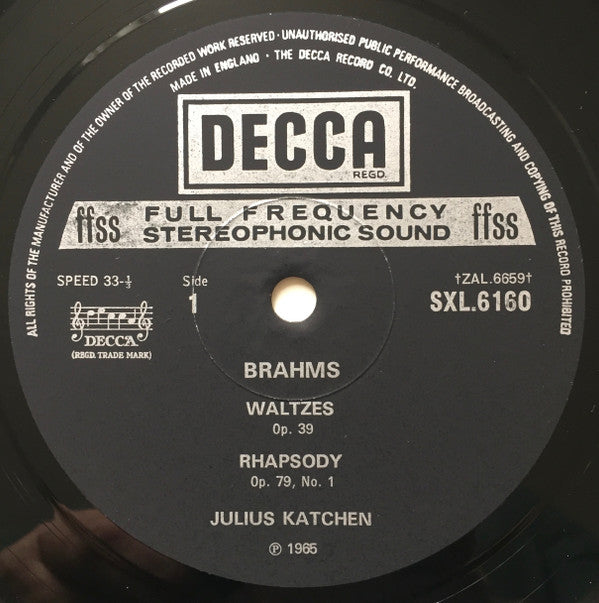 ALL RIGHTS OF THE MANUFACTURER AND OF THE OWNER OF THE RECORDED WORK RESERVED · UNAUTHORISED PUBLIC PERFORMANCE BROADCASTING AND COPYING OF THIS RECORD PROHIBITED
MADE IN ENGLAND · THE DECCA RECORD CO. LTD.
DECCA
REGD.
ffss FULL FREQUENCY STEREOPHONIC SOUND ffss
SPEED 33-⅓
Side
1
†ZAL.6659†
SXL.6160
DECCA
(REGD. TRADE MARK)
BRAHMS
WALTZES
Op. 39
RHAPSODY
Op. 79, No. 1
JULIUS KATCHEN
℗ 1965